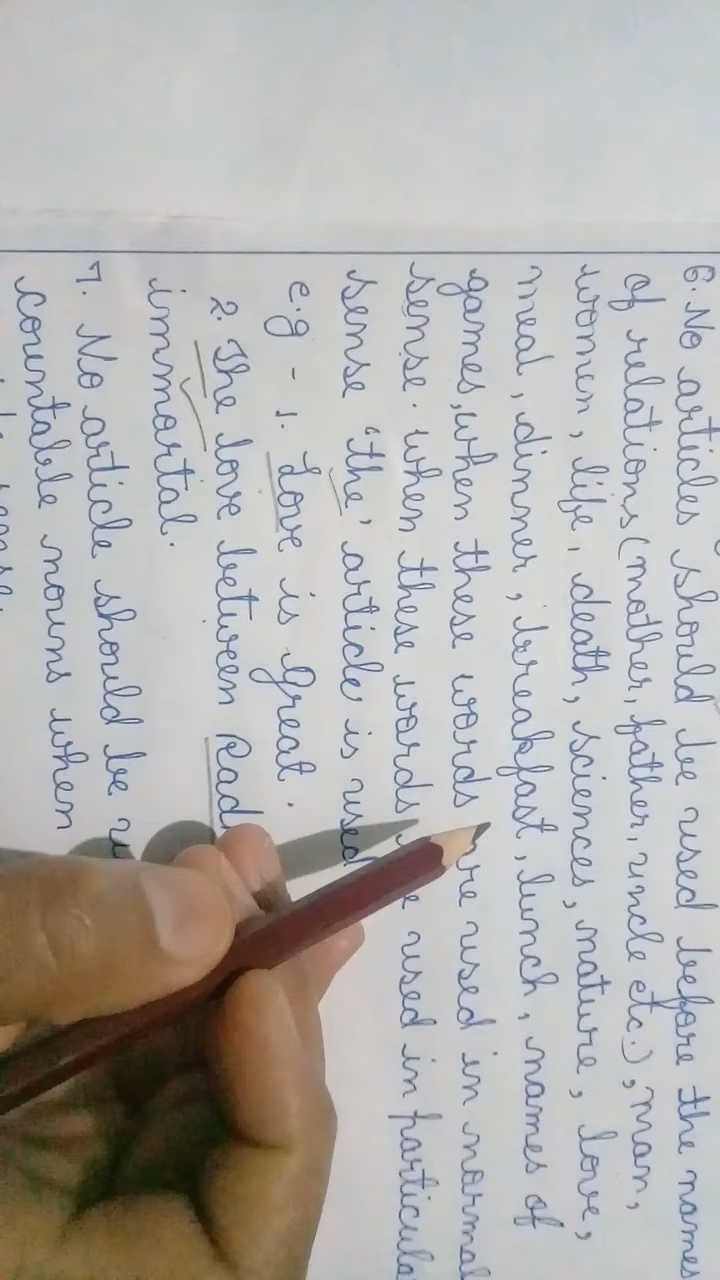 6. No articles should be used before the names
of relations (mother, father, uncle etc.), man,
women, life, death, sciences, nature, love,
meal, dinner, breakfast, lunch, names of
games, when these words are used in normal
sense. when these words used in particula
sense 'the' article is used
e.g - 1. Love is Great.
2. The love between Rad
immortal.
7. No article should be
countable nouns when